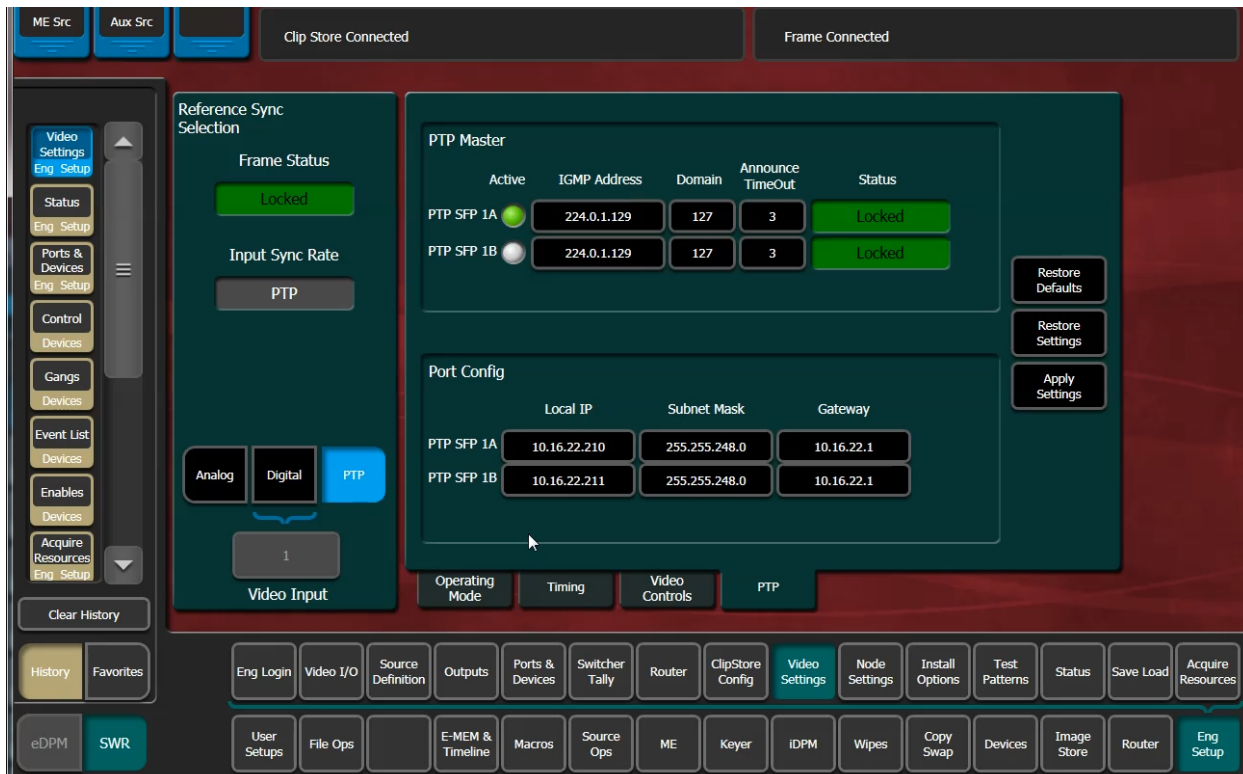 ME Src
Aux Src
Clip Store Connected
Frame Connected
Video
Settings
Eng Setup
Status
Eng Setup
Ports &
Devices
Eng Setup
Control
Devices
Gangs
Devices
Event List
Devices
Enables
Devices
Acquire
Resources
Eng Setup
Clear History
History
Favorites
eDPM
SWR
Reference Sync
Selection
Frame Status
Locked
Input Sync Rate
PTP
Analog
Digital
PTP
1
Video Input
PTP Master
Active
IGMP Address
Domain
Announce
TimeOut
Status
PTP SFP 1A
224.0.1.129
127
3
Locked
PTP SFP 1B
224.0.1.129
127
3
Locked
Port Config
Local IP
Subnet Mask
Gateway
PTP SFP 1A
10.16.22.210
255.255.248.0
10.16.22.1
PTP SFP 1B
10.16.22.211
255.255.248.0
10.16.22.1
Restore
Defaults
Restore
Settings
Apply
Settings
Operating
Mode
Timing
Video
Controls
PTP
Eng Login
Video I/O
Source
Definition
Outputs
Ports &
Devices
Switcher
Tally
Router
ClipStore
Config
Video
Settings
Node
Settings
Install
Options
Test
Patterns
Status
Save Load
Acquire
Resources
User
Setups
File Ops
E-MEM &
Timeline
Macros
Source
Ops
ME
Keyer
iDPM
Wipes
Copy
Swap
Devices
Image
Store
Router
Eng
Setup